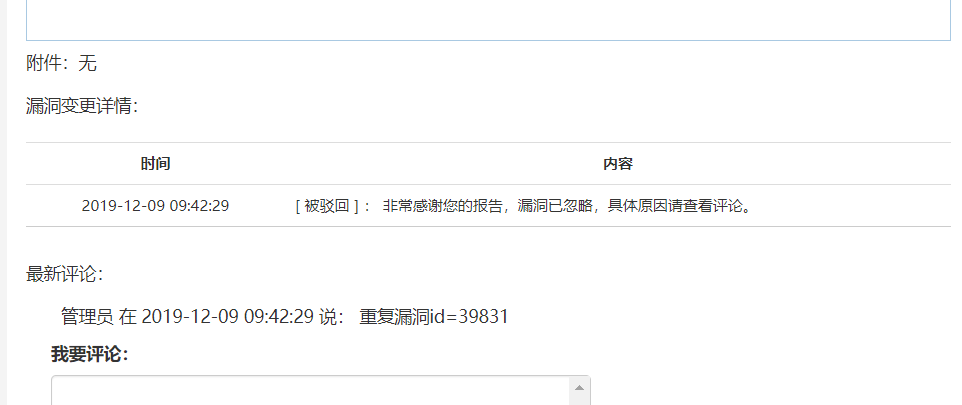 附件：无
漏洞变更详情：
时间 内容
2019-12-09 09:42:29 [ 被驳回 ]： 非常感谢您的报告，漏洞已忽略，具体原因请查看评论。
最新评论：
管理员 在 2019-12-09 09:42:29 说： 重复漏洞id=39831
我要评论：